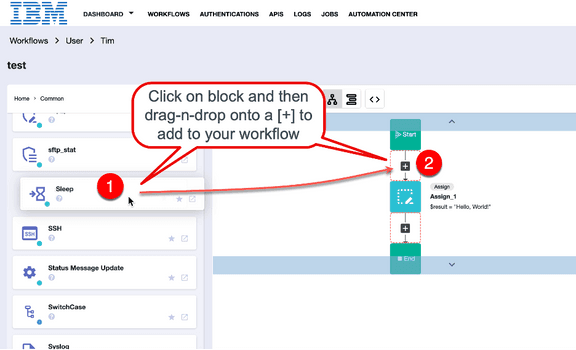 IBM
DASHBOARD WORKFLOWS AUTHENTICATIONS APIS LOGS JOBS AUTOMATION CENTER
Workflows > User > Tim
test
Home > Common
Click on block and then
drag-n-drop onto a [+] to
add to your workflow
< >
Start
sftp_stat
2
Sleep
1
Assign
Assign_1
$result = "Hello, World!"
SSH
SSH
End
Status Message Update
SwitchCase
Syslog